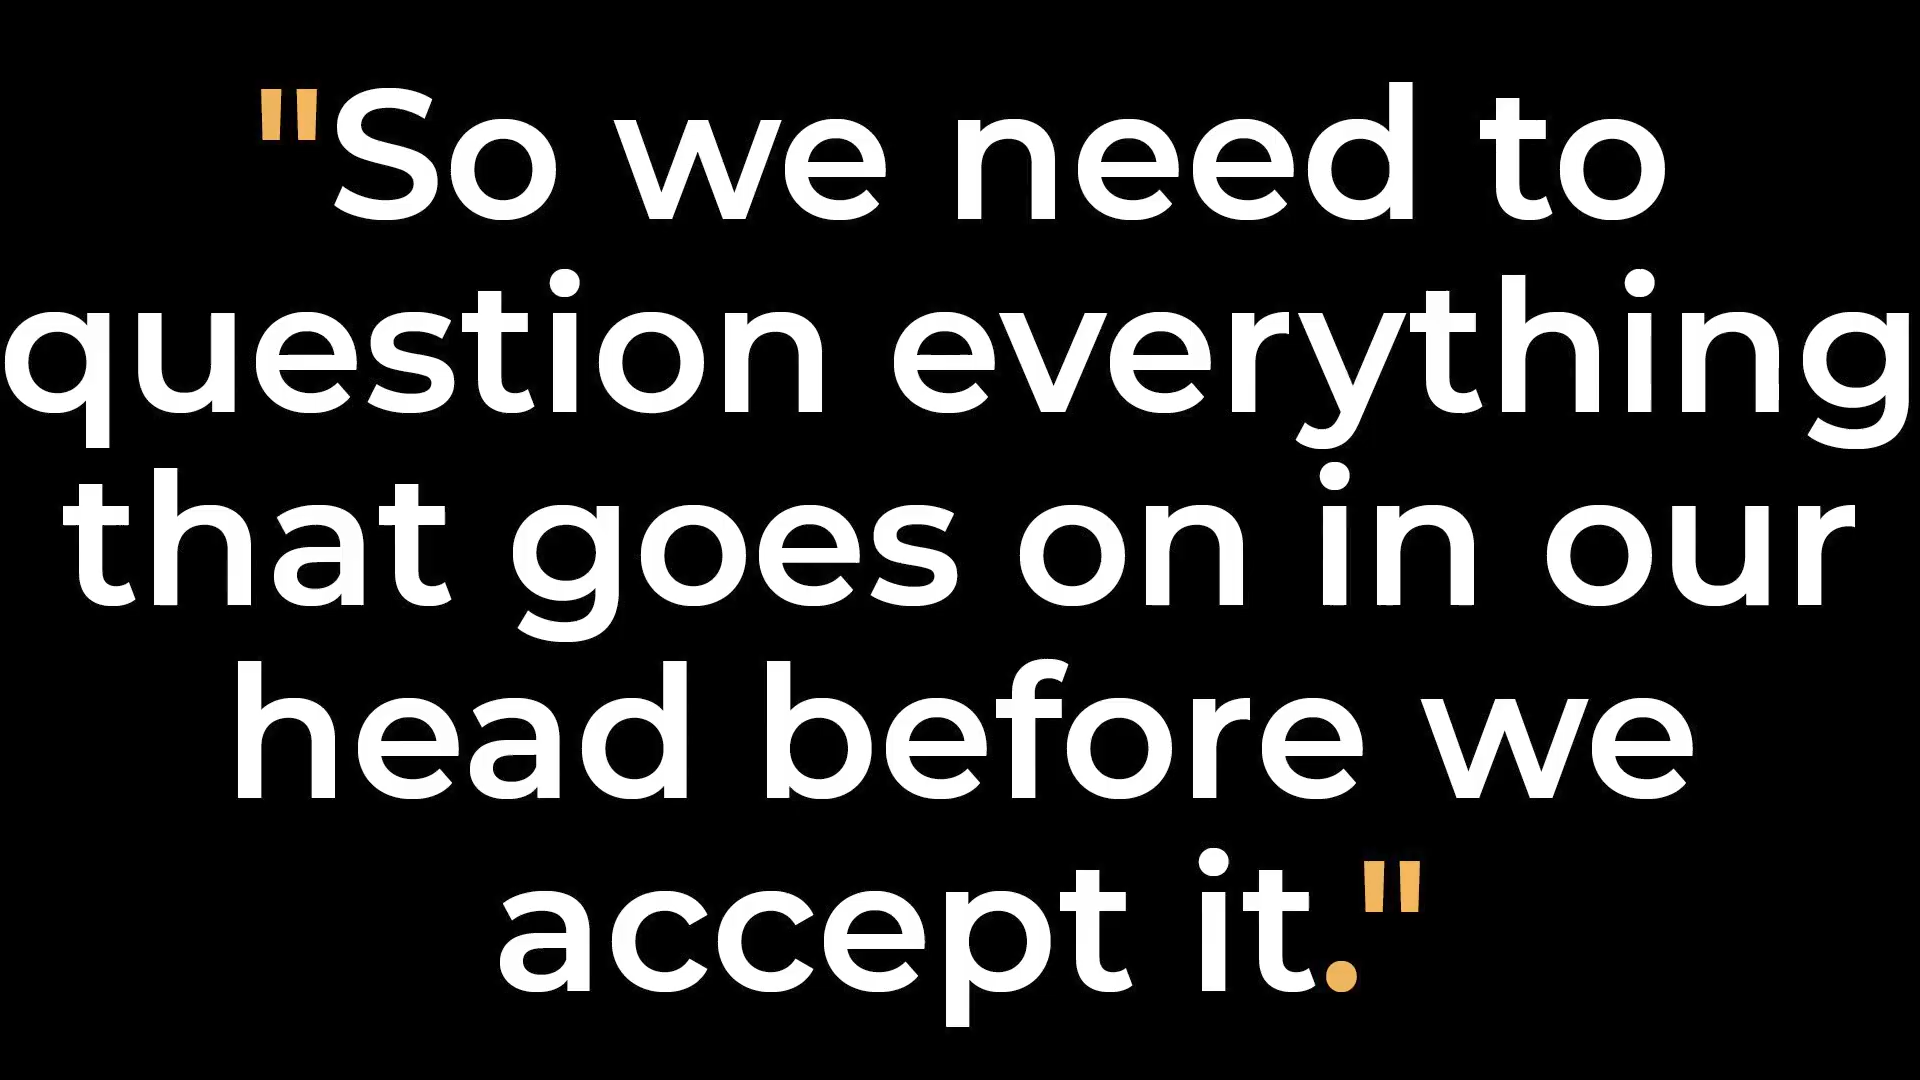 "So we need to
question everything
that goes on in our
head before we
accept it."